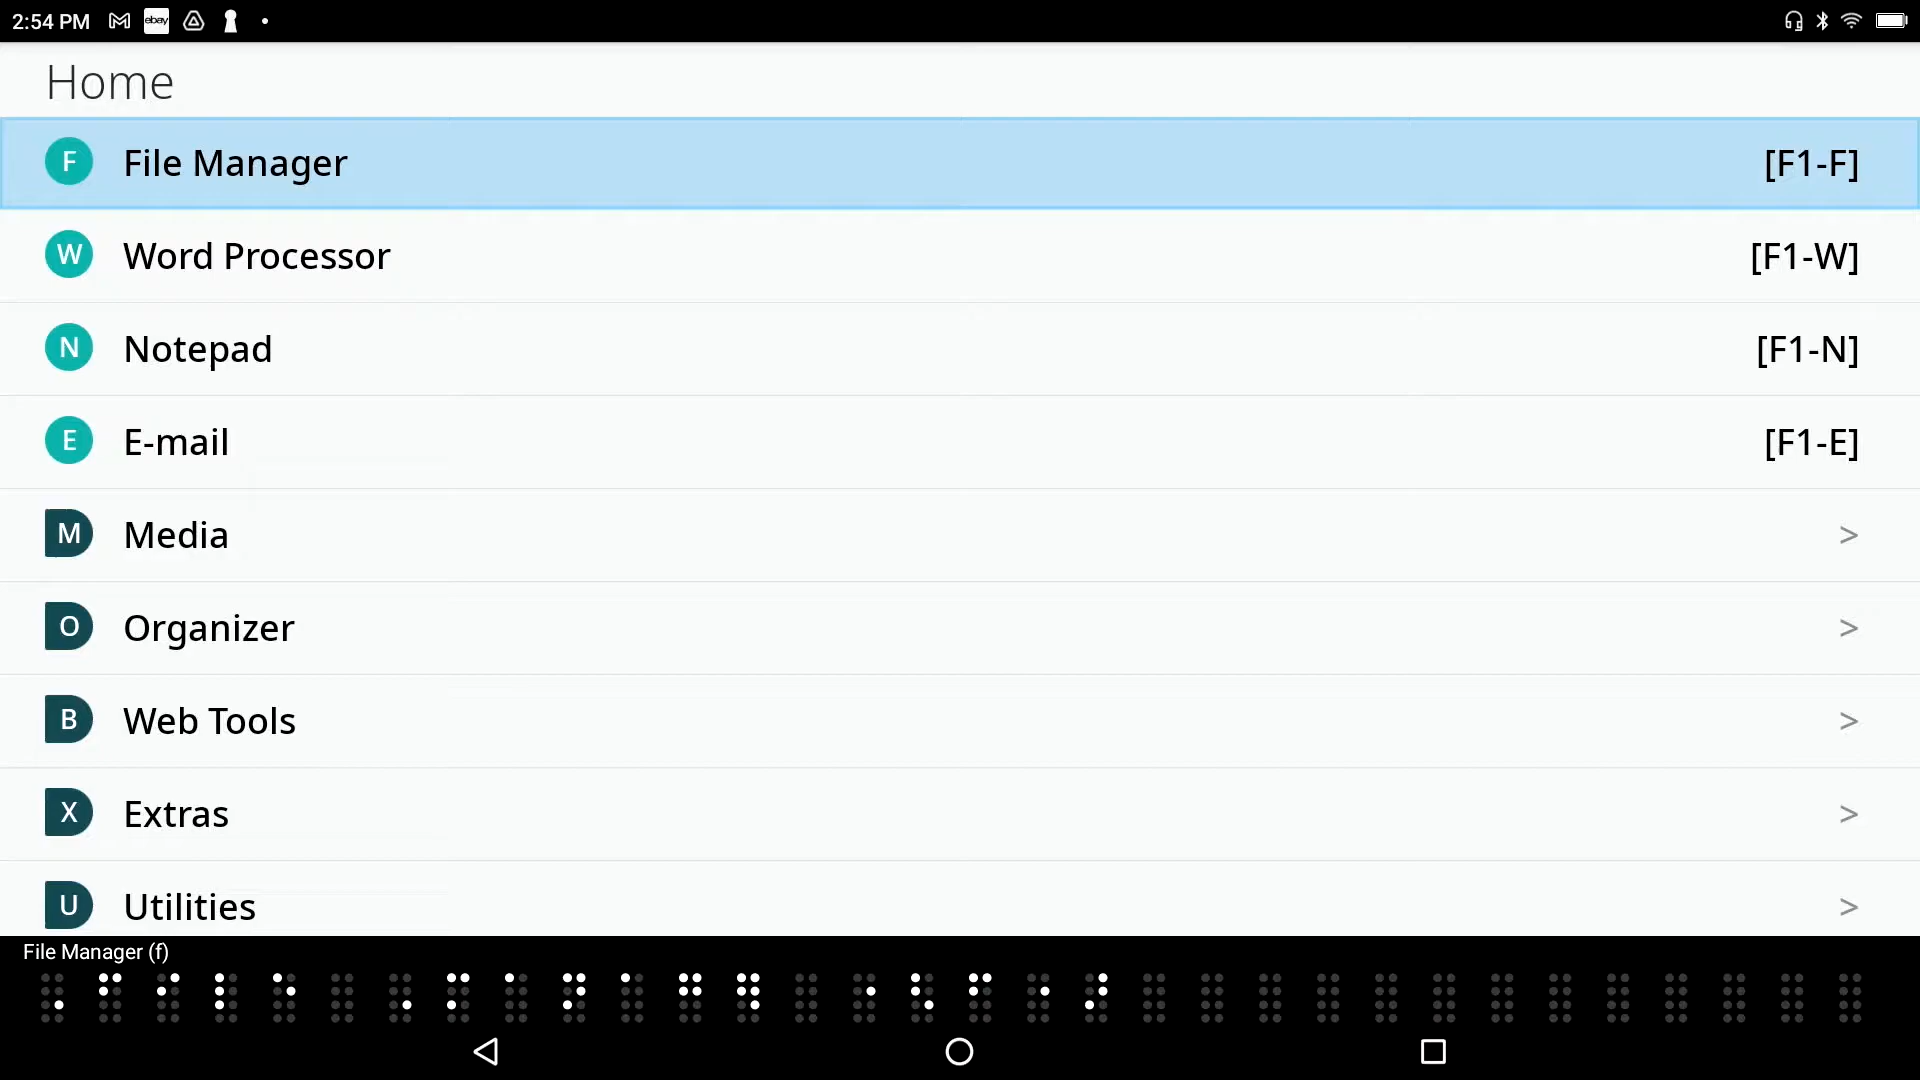 2:54 PM
ebay
Home
F File Manager [F1-F]
W Word Processor [F1-W]
N Notepad [F1-N]
E E-mail [F1-E]
M Media >
O Organizer >
B Web Tools >
X Extras >
U Utilities >
File Manager (f)
⠠⠋⠊⠇⠑⠀⠠⠍⠁⠝⠁⠛⠻⠀⠐⠣⠋⠐⠜